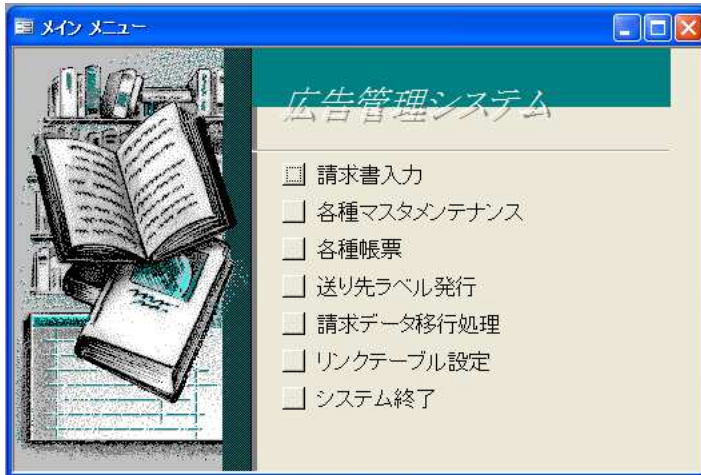 メイン メニュー
広告管理システム
請求書入力
各種マスタメンテナンス
各種帳票
送り先ラベル発行
請求データ移行処理
リンクテーブル設定
システム終了